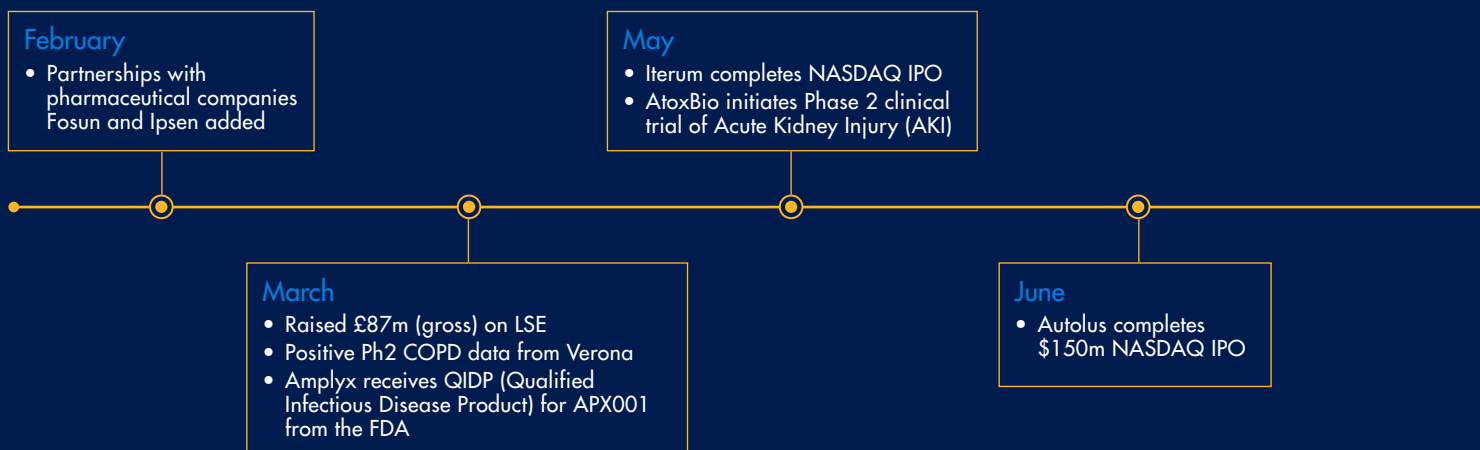 February
• Partnerships with
pharmaceutical companies
Fosun and Ipsen added
March
• Raised £87m (gross) on LSE
• Positive Ph2 COPD data from Verona
• Amplyx receives QIDP (Qualified
Infectious Disease Product) for APX001
from the FDA
May
• Iterum completes NASDAQ IPO
• AtoxBio initiates Phase 2 clinical
trial of Acute Kidney Injury (AKI)
June
• Autolus completes
$150m NASDAQ IPO